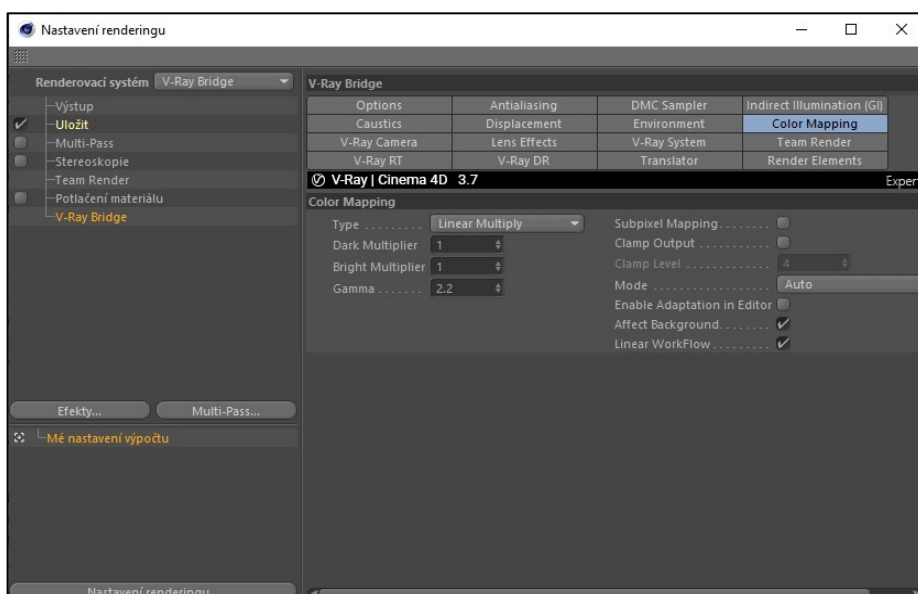 Nastavení renderingu
Renderovací systém V-Ray Bridge
Výstup
Uložit
Multi-Pass
Stereoskopie
Team Render
Potlačení materiálu
V-Ray Bridge
Efekty...
Multi-Pass...
Mé nastavení výpočtu
Nastavení renderingu
V-Ray Bridge
Options Antialiasing DMC Sampler Indirect Illumination (GI)
Caustics Displacement Environment Color Mapping
V-Ray Camera Lens Effects V-Ray System Team Render
V-Ray RT V-Ray DR Translator Render Elements
V-Ray | Cinema 4D 3.7 Exper
Color Mapping
Type ......... Linear Multiply
Dark Multiplier 1
Bright Multiplier 1
Gamma ....... 2.2
Subpixel Mapping........
Clamp Output ...........
Clamp Level ............. 4
Mode .................. Auto
Enable Adaptation in Editor
Affect Background........
Linear WorkFlow .........